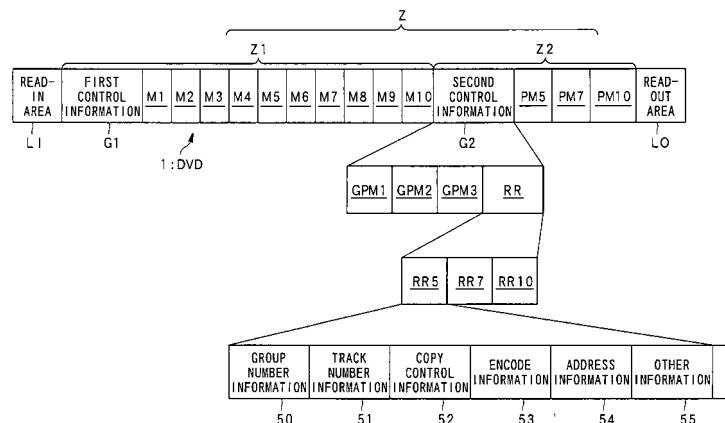 Z
Z1
Z2
READ-IN AREA
FIRST CONTROL INFORMATION
M1 M2 M3 M4 M5 M6 M7 M8 M9 M10
SECOND CONTROL INFORMATION
PM5 PM7 PM10
READ-OUT AREA
LI
G1
1:DVD
G2
LO
GPM1 GPM2 GPM3 RR
RR5 RR7 RR10
GROUP NUMBER INFORMATION
TRACK NUMBER INFORMATION
COPY CONTROL INFORMATION
ENCODE INFORMATION
ADDRESS INFORMATION
OTHER INFORMATION
50 51 52 53 54 55